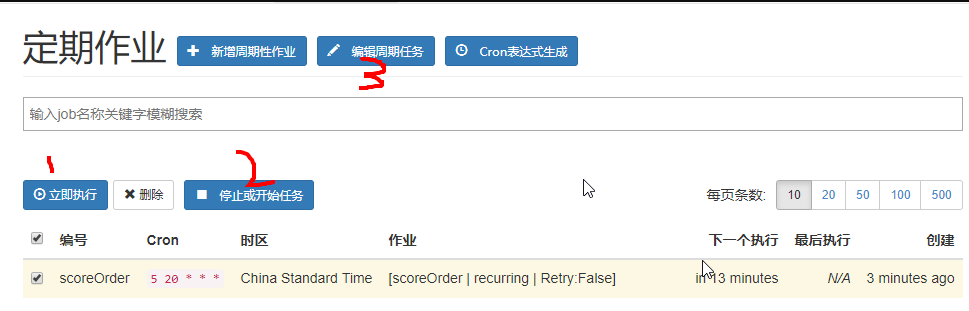 定期作业 新增周期性作业 编辑周期任务 Cron表达式生成
3
输入job名称关键字模糊搜索
1 2
立即执行 删除 停止或开始任务 每页条数: 10 20 50 100 500
编号 Cron 时区 作业 下一个执行 最后执行 创建
scoreOrder 5 20 * * * China Standard Time [scoreOrder | recurring | Retry:False] in 13 minutes N/A 3 minutes ago